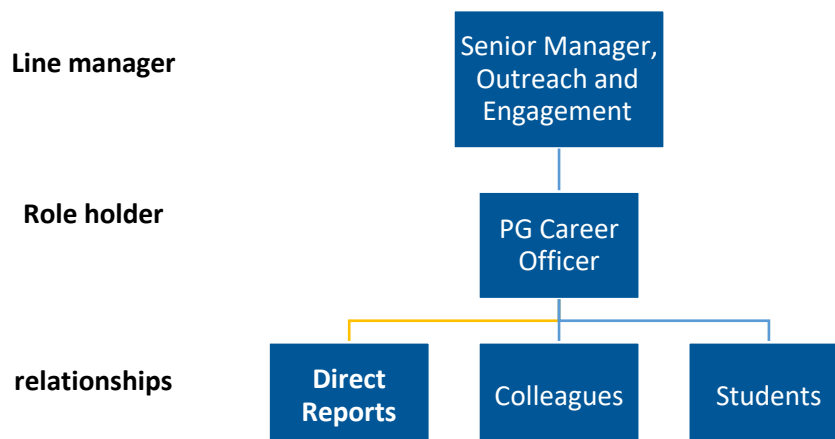 Line manager
Senior Manager,
Outreach and
Engagement
Role holder
PG Career
Officer
relationships
Direct
Reports
Colleagues
Students